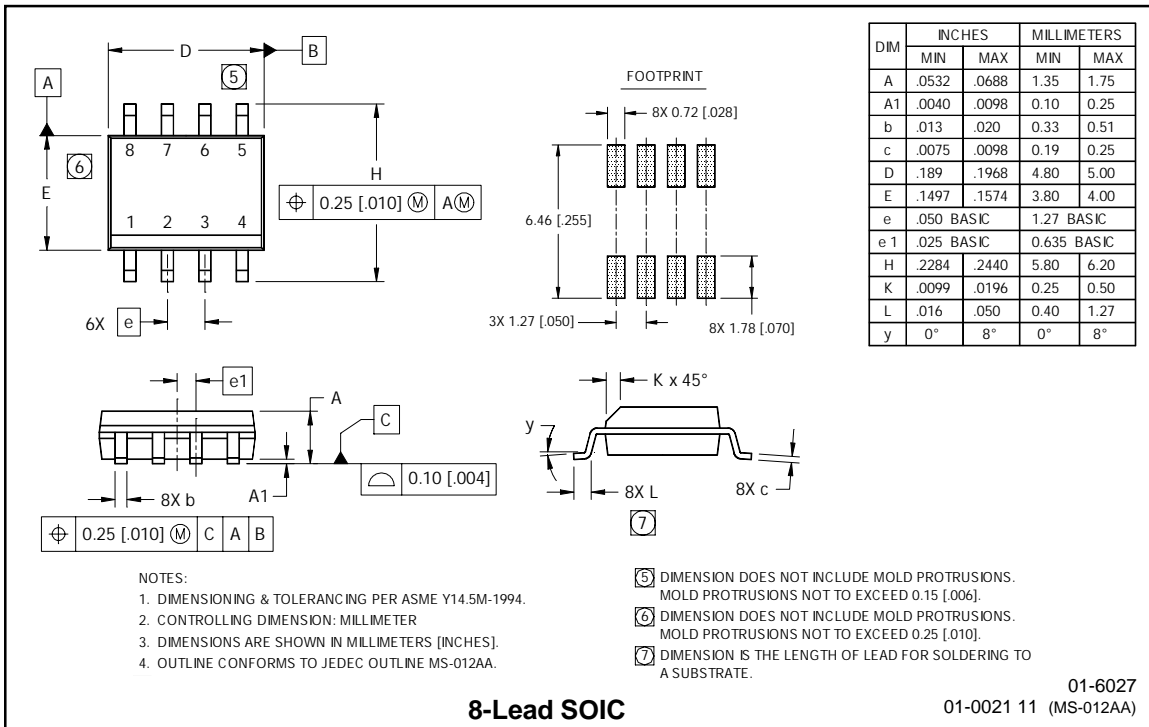 D
B
5
A
8 7 6 5
6
E
H
⌖ 0.25 [.010] Ⓜ AⓂ
1 2 3 4
6X e
FOOTPRINT
8X 0.72 [.028]
6.46 [.255]
3X 1.27 [.050]
8X 1.78 [.070]
DIM INCHES MILLIMETERS
MIN MAX MIN MAX
A .0532 .0688 1.35 1.75
A1 .0040 .0098 0.10 0.25
b .013 .020 0.33 0.51
c .0075 .0098 0.19 0.25
D .189 .1968 4.80 5.00
E .1497 .1574 3.80 4.00
e .050 BASIC 1.27 BASIC
e 1 .025 BASIC 0.635 BASIC
H .2284 .2440 5.80 6.20
K .0099 .0196 0.25 0.50
L .016 .050 0.40 1.27
y 0° 8° 0° 8°
e1
A
C
⌓ 0.10 [.004]
8X b
A1
⌖ 0.25 [.010] Ⓜ C A B
K x 45°
y
8X L
7
8X c
NOTES:
1. DIMENSIONING & TOLERANCING PER ASME Y14.5M-1994.
2. CONTROLLING DIMENSION: MILLIMETER
3. DIMENSIONS ARE SHOWN IN MILLIMETERS [INCHES].
4. OUTLINE CONFORMS TO JEDEC OUTLINE MS-012AA.
5 DIMENSION DOES NOT INCLUDE MOLD PROTRUSIONS.
MOLD PROTRUSIONS NOT TO EXCEED 0.15 [.006].
6 DIMENSION DOES NOT INCLUDE MOLD PROTRUSIONS.
MOLD PROTRUSIONS NOT TO EXCEED 0.25 [.010].
7 DIMENSION IS THE LENGTH OF LEAD FOR SOLDERING TO
A SUBSTRATE.
8-Lead SOIC
01-6027
01-0021 11 (MS-012AA)